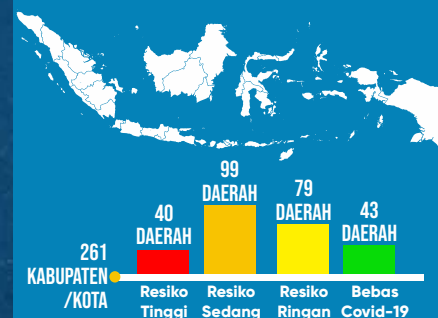 99
DAERAH
79
DAERAH
40
DAERAH
43
DAERAH
261
KABUPATEN
/KOTA
Resiko
Tinggi
Resiko
Sedang
Resiko
Ringan
Bebas
Covid-19